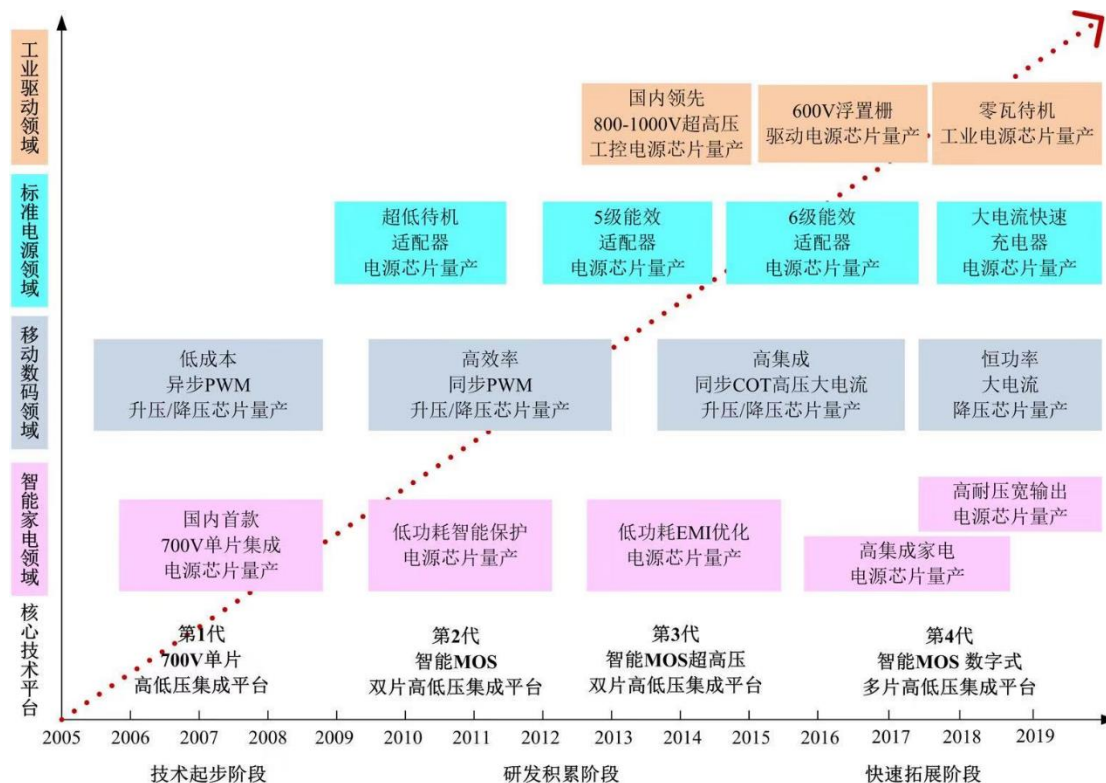 工业驱动领域
国内领先
800-1000V超高压
工控电源芯片量产
600V浮置栅
驱动电源芯片量产
零瓦待机
工业电源芯片量产
标准电源领域
超低待机
适配器
电源芯片量产
5级能效
适配器
电源芯片量产
6级能效
适配器
电源芯片量产
大电流快速
充电器
电源芯片量产
移动数码领域
低成本
异步PWM
升压/降压芯片量产
高效率
同步PWM
升压/降压芯片量产
高集成
同步COT高压大电流
升压/降压芯片量产
恒功率
大电流
降压芯片量产
智能家电领域
国内首款
700V单片集成
电源芯片量产
低功耗智能保护
电源芯片量产
低功耗EMI优化
电源芯片量产
高集成家电
电源芯片量产
高耐压宽输出
电源芯片量产
核心技术平台
第1代
700V单片
高低压集成平台
第2代
智能MOS
双片高低压集成平台
第3代
智能MOS超高压
双片高低压集成平台
第4代
智能MOS 数字式
多片高低压集成平台
2005 2006 2007 2008 2009 2010 2011 2012 2013 2014 2015 2016 2017 2018 2019
技术起步阶段 研发积累阶段 快速拓展阶段